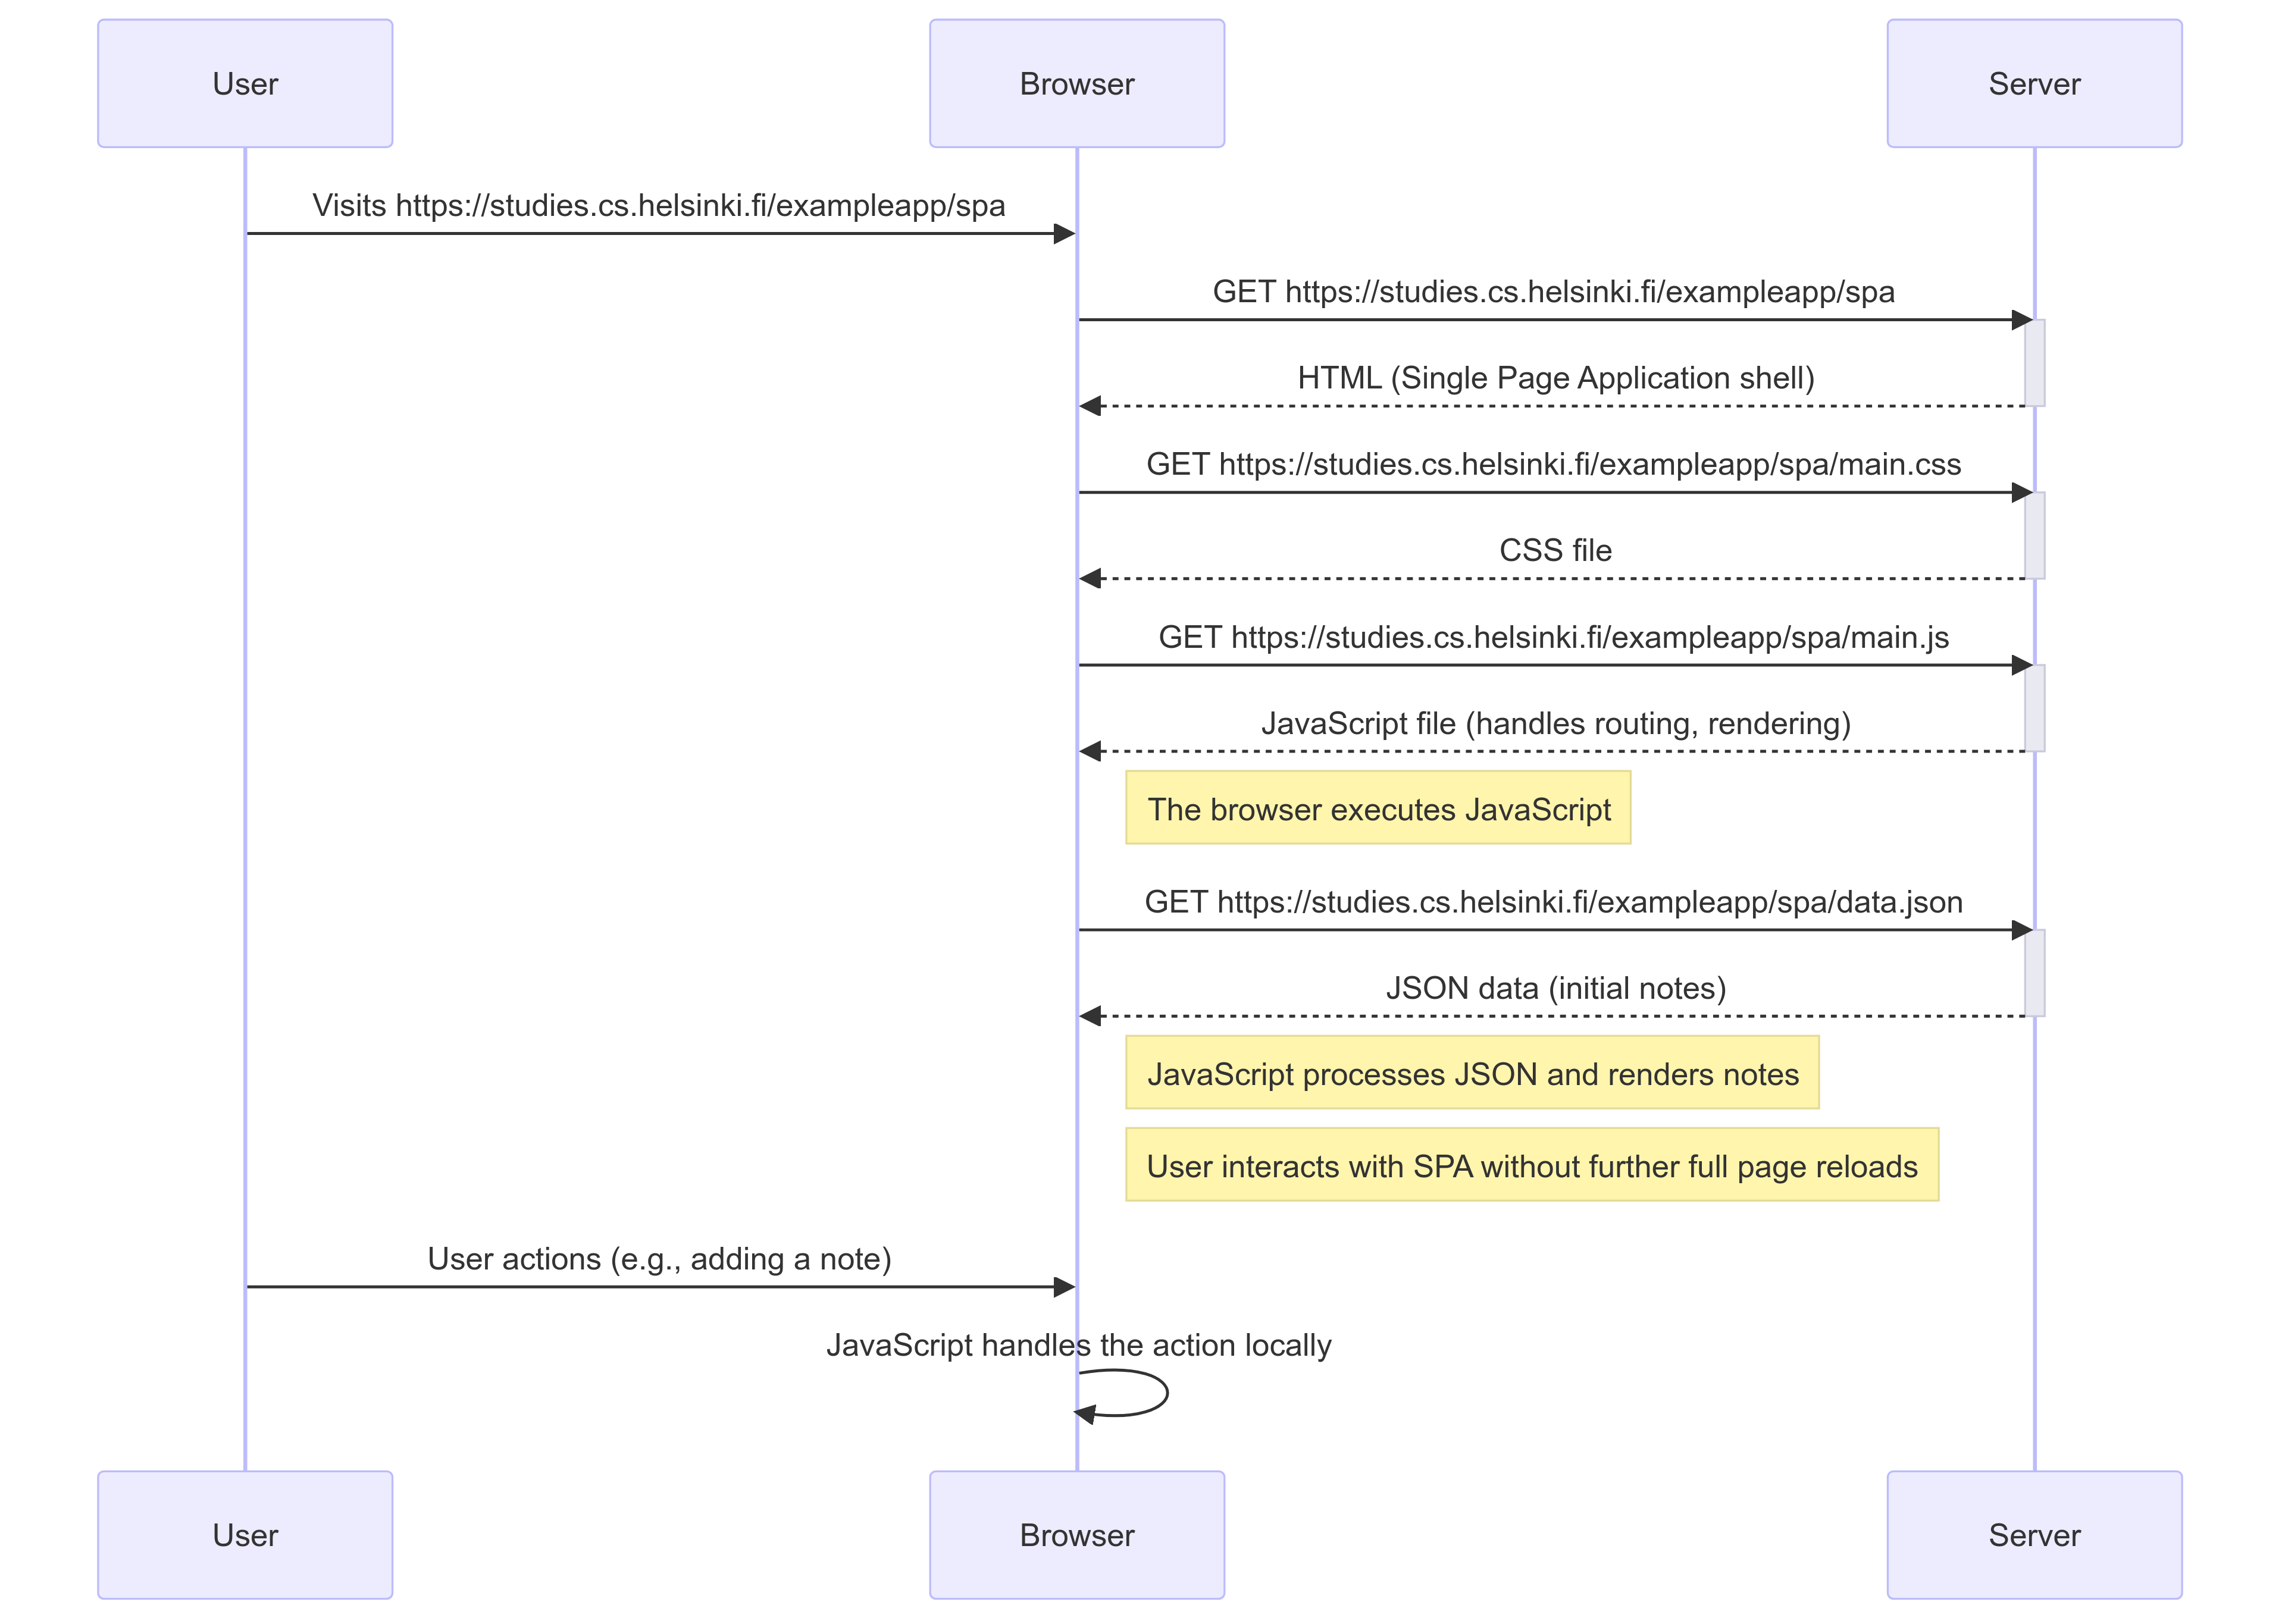 User
Browser
Server
Visits https://studies.cs.helsinki.fi/exampleapp/spa
GET https://studies.cs.helsinki.fi/exampleapp/spa
HTML (Single Page Application shell)
GET https://studies.cs.helsinki.fi/exampleapp/spa/main.css
CSS file
GET https://studies.cs.helsinki.fi/exampleapp/spa/main.js
JavaScript file (handles routing, rendering)
The browser executes JavaScript
GET https://studies.cs.helsinki.fi/exampleapp/spa/data.json
JSON data (initial notes)
JavaScript processes JSON and renders notes
User interacts with SPA without further full page reloads
User actions (e.g., adding a note)
JavaScript handles the action locally
User
Browser
Server